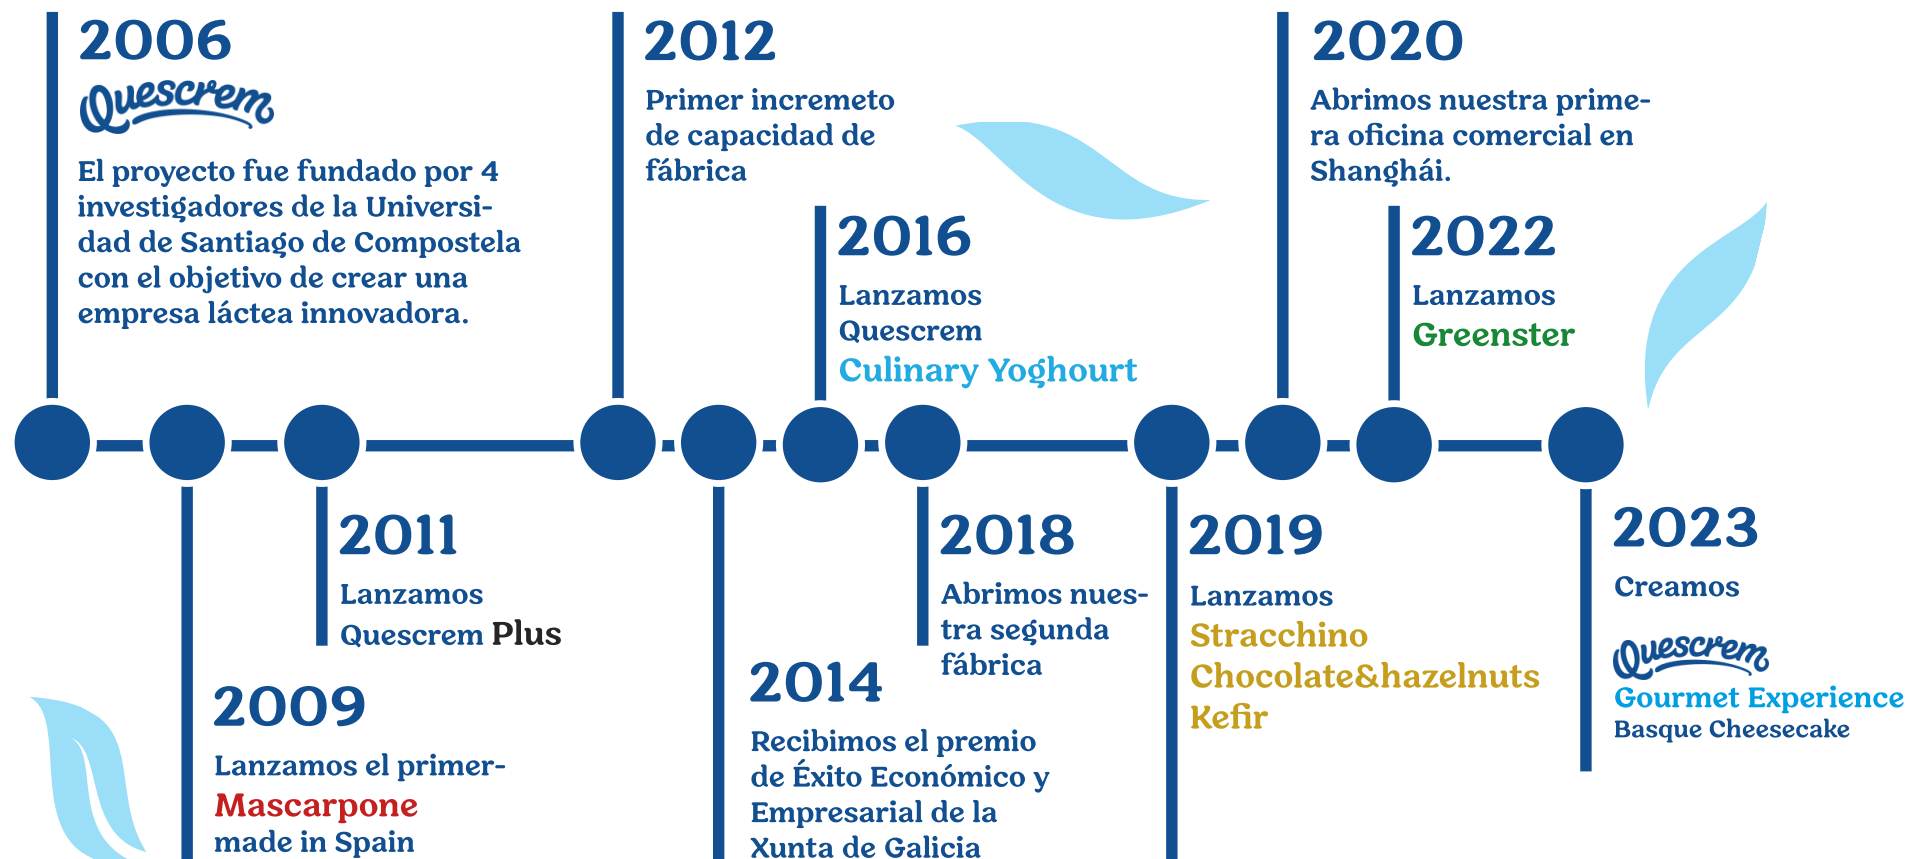 2006
Quescrem
El proyecto fue fundado por 4
investigadores de la Universi-
dad de Santiago de Compostela
con el objetivo de crear una
empresa láctea innovadora.
2009
Lanzamos el primer-
Mascarpone
made in Spain
2011
Lanzamos
Quescrem Plus
2012
Primer incremeto
de capacidad de
fábrica
2014
Recibimos el premio
de Éxito Económico y
Empresarial de la
Xunta de Galicia
2016
Lanzamos
Quescrem
Culinary Yoghourt
2018
Abrimos nues-
tra segunda
fábrica
2019
Lanzamos
Stracchino
Chocolate&hazelnuts
Kefir
2020
Abrimos nuestra prime-
ra oficina comercial en
Shanghái.
2022
Lanzamos
Greenster
2023
Creamos
Quescrem
Gourmet Experience
Basque Cheesecake